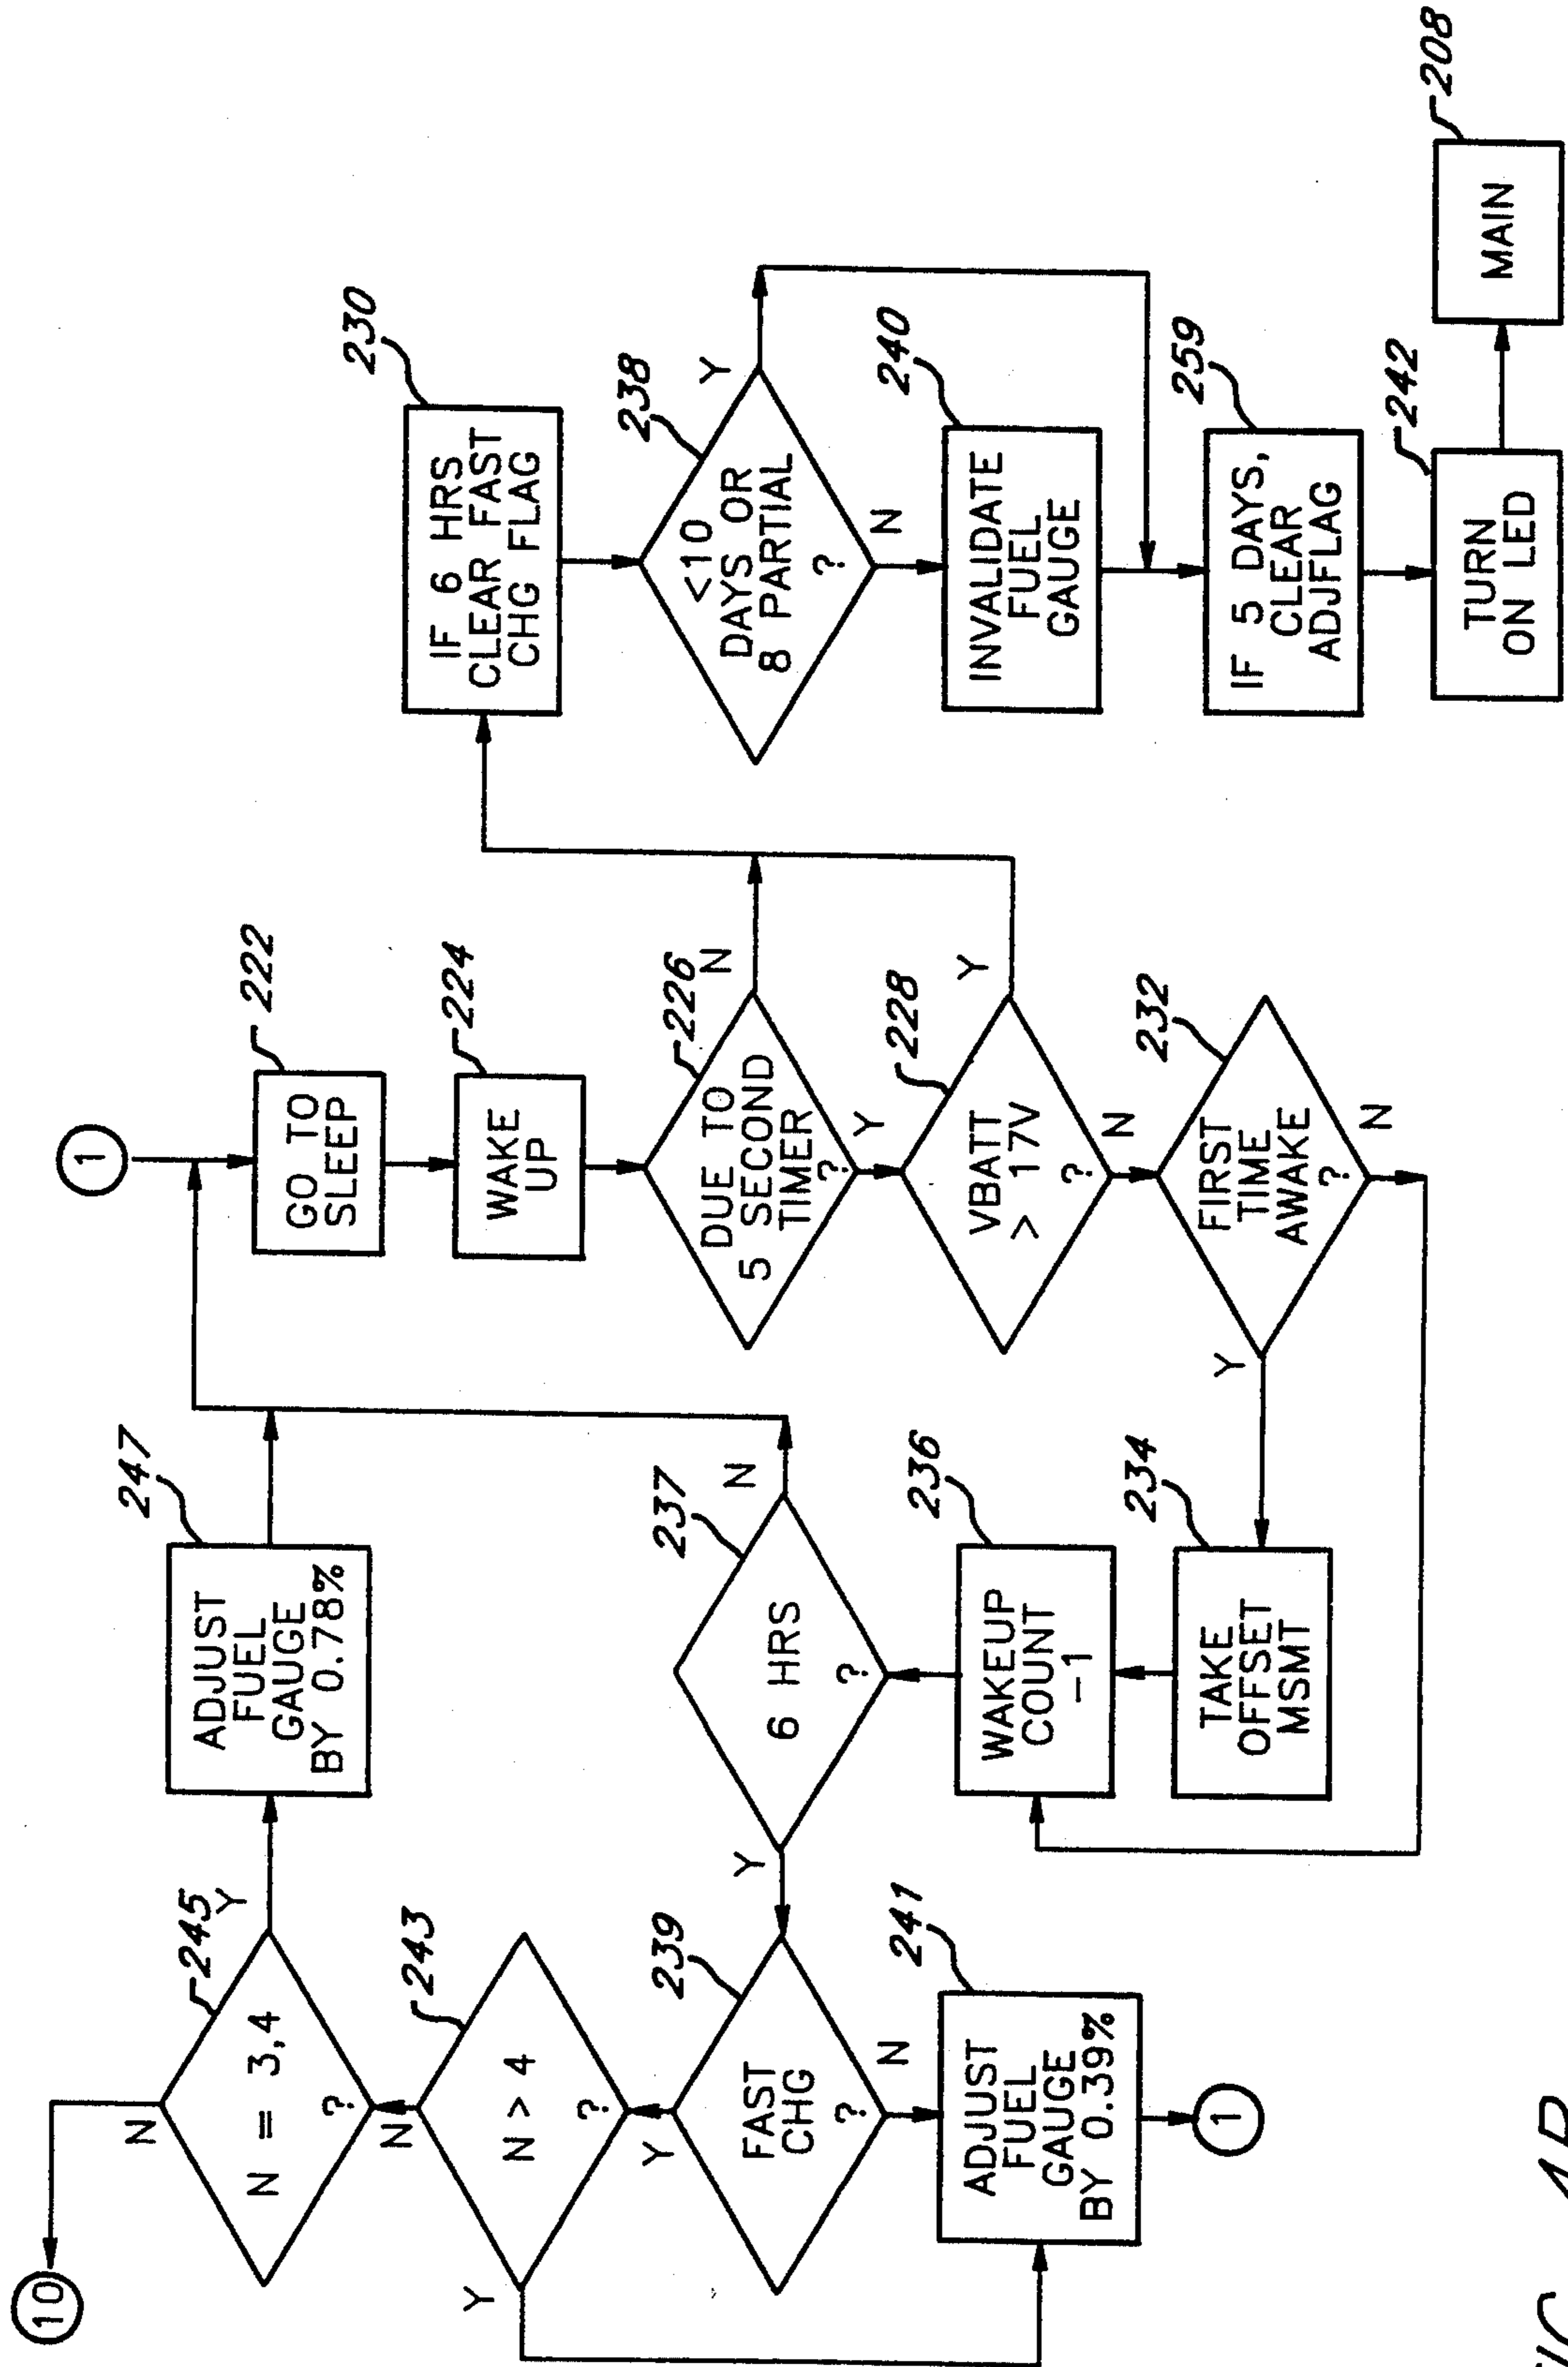 1
10
N
245
Y
N = 3,4
?
N
247
ADJUST
FUEL
GAUGE
BY 0.78%
222
GO TO
SLEEP
224
WAKE
UP
243
N > 4
?
Y
Y
239
FAST
CHG
?
N
Y
237
6 HRS
?
N
226
N
DUE TO
5 SECOND
TIMER
?
Y
228
Y
VBATT
> 17V
?
N
241
ADJUST
FUEL
GAUGE
BY 0.39%
1
236
WAKEUP
COUNT
-1
234
TAKE
OFFSET
MSMT
Y
232
FIRST
TIME
AWAKE
?
N
230
IF 6 HRS
CLEAR FAST
CHG FLAG
238
Y
<10
DAYS OR
8 PARTIAL
?
N
240
INVALIDATE
FUEL
GAUGE
259
IF 5 DAYS,
CLEAR
ADJFLAG
242
TURN
ON LED
208
MAIN